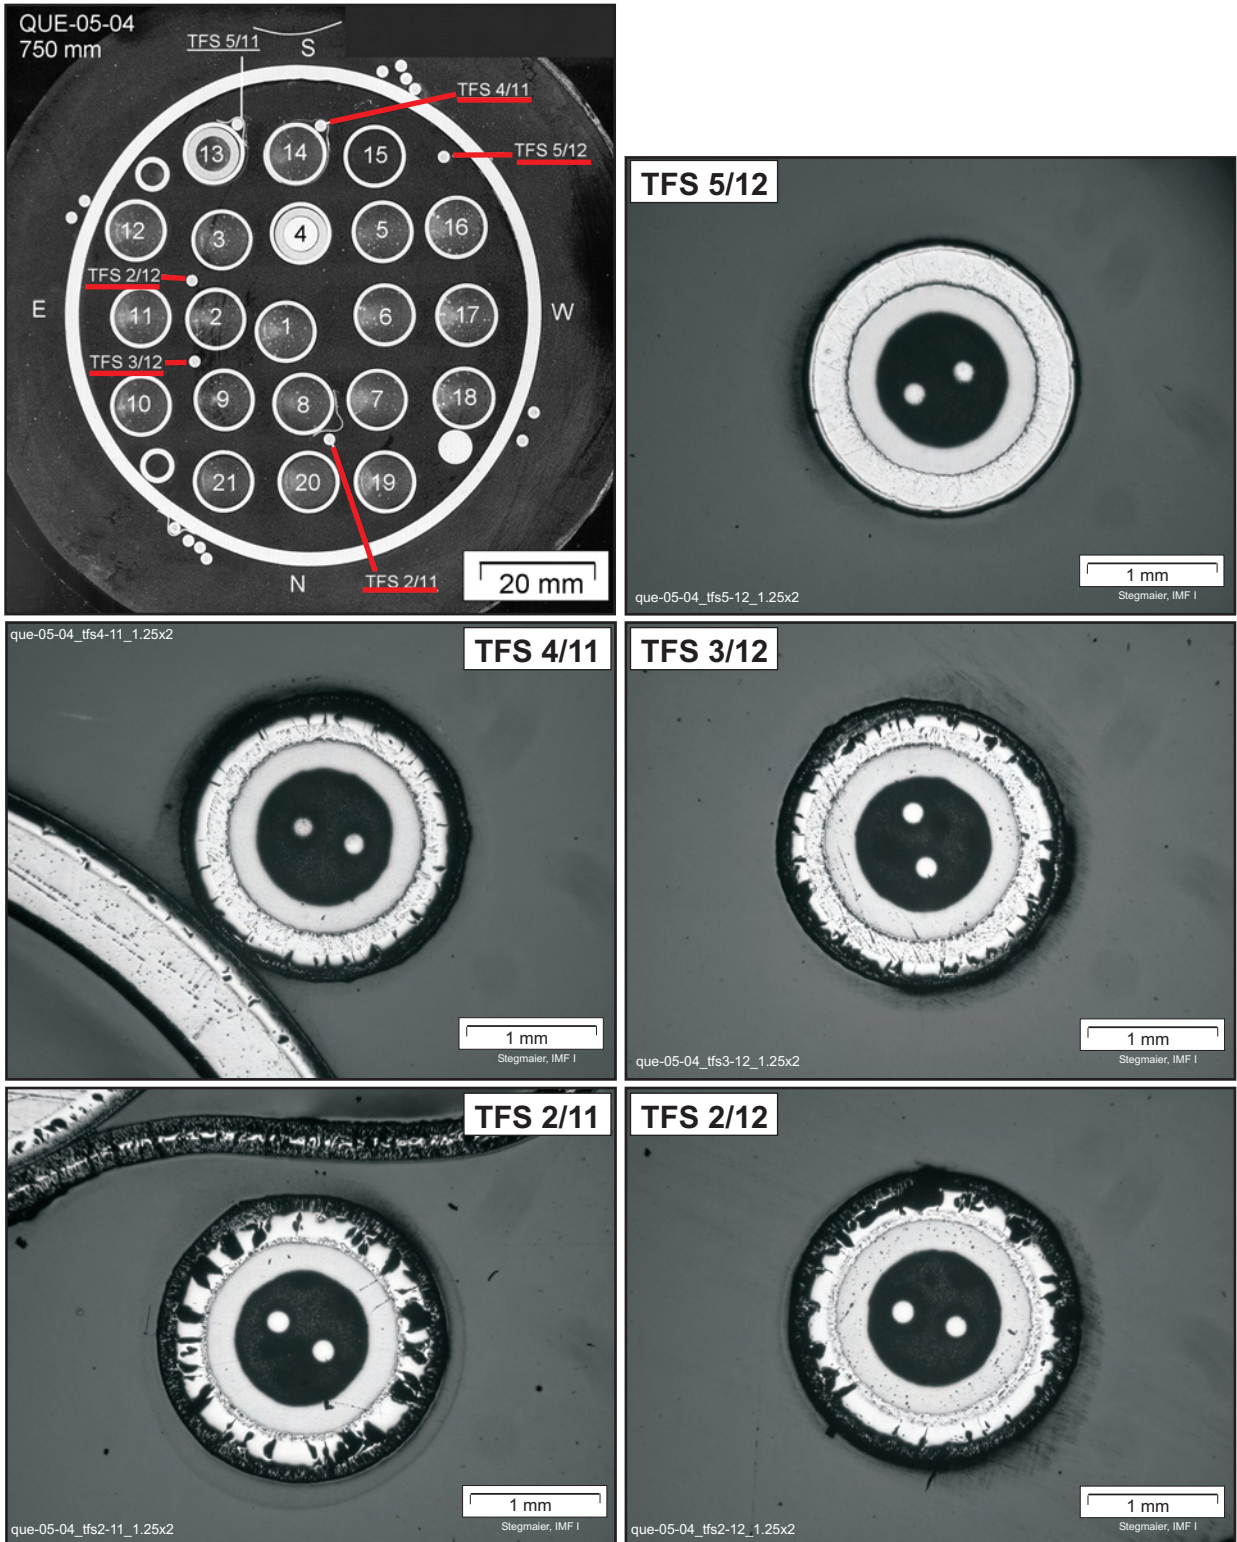 QUE-05-04
750 mm
TFS 5/11
S
TFS 4/11
TFS 5/12
13
14
15
12
3
4
5
16
TFS 2/12
E
11
2
1
6
17
W
TFS 3/12
10
9
8
7
18
21
20
19
N
TFS 2/11
20 mm
TFS 5/12
1 mm
Stegmaier, IMF I
que-05-04_tfs5-12_1.25x2
que-05-04_tfs4-11_1.25x2
TFS 4/11
1 mm
Stegmaier, IMF I
TFS 3/12
1 mm
Stegmaier, IMF I
que-05-04_tfs3-12_1.25x2
TFS 2/11
1 mm
Stegmaier, IMF I
que-05-04_tfs2-11_1.25x2
TFS 2/12
1 mm
Stegmaier, IMF I
que-05-04_tfs2-12_1.25x2